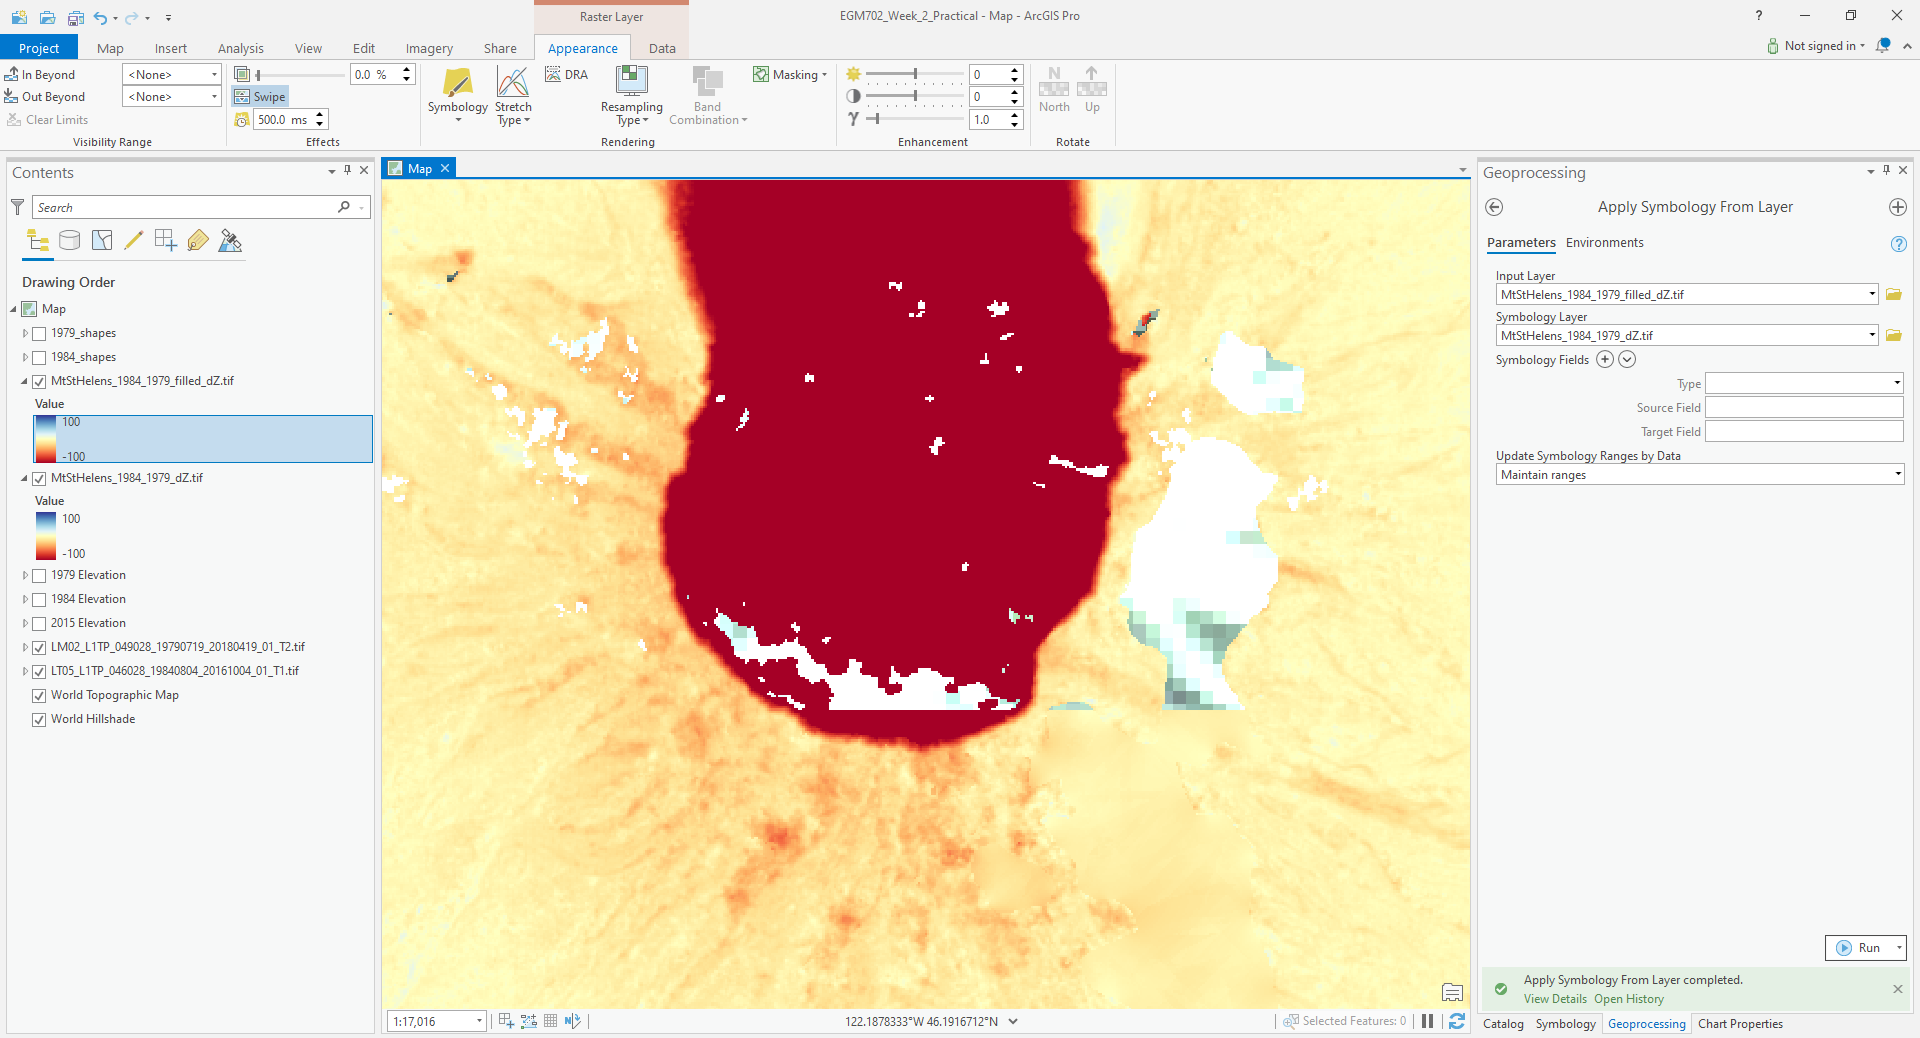 Raster Layer
EGM702_Week_2_Practical - Map - ArcGIS Pro
?
Project
Map
Insert
Analysis
View
Edit
Imagery
Share
Appearance
Data
Not signed in
In Beyond
<None>
Out Beyond
<None>
Clear Limits
Visibility Range
0.0 %
Swipe
500.0 ms
Effects
Symbology
Stretch
Type
DRA
Resampling
Type
Band
Combination
Masking
Rendering
0
0
γ
1.0
Enhancement
N
North
Up
Rotate
Contents
Search
Drawing Order
Map
1979_shapes
1984_shapes
MtStHelens_1984_1979_filled_dZ.tif
Value
100
-100
MtStHelens_1984_1979_dZ.tif
Value
100
-100
1979 Elevation
1984 Elevation
2015 Elevation
LM02_L1TP_049028_19790719_20180419_01_T2.tif
LT05_L1TP_046028_19840804_20161004_01_T1.tif
World Topographic Map
World Hillshade
Map
1:17,016
122.1878333°W 46.1916712°N
Selected Features: 0
Geoprocessing
Apply Symbology From Layer
Parameters
Environments
?
Input Layer
MtStHelens_1984_1979_filled_dZ.tif
Symbology Layer
MtStHelens_1984_1979_dZ.tif
Symbology Fields
Type
Source Field
Target Field
Update Symbology Ranges by Data
Maintain ranges
Run
Apply Symbology From Layer completed.
View Details Open History
Catalog
Symbology
Geoprocessing
Chart Properties